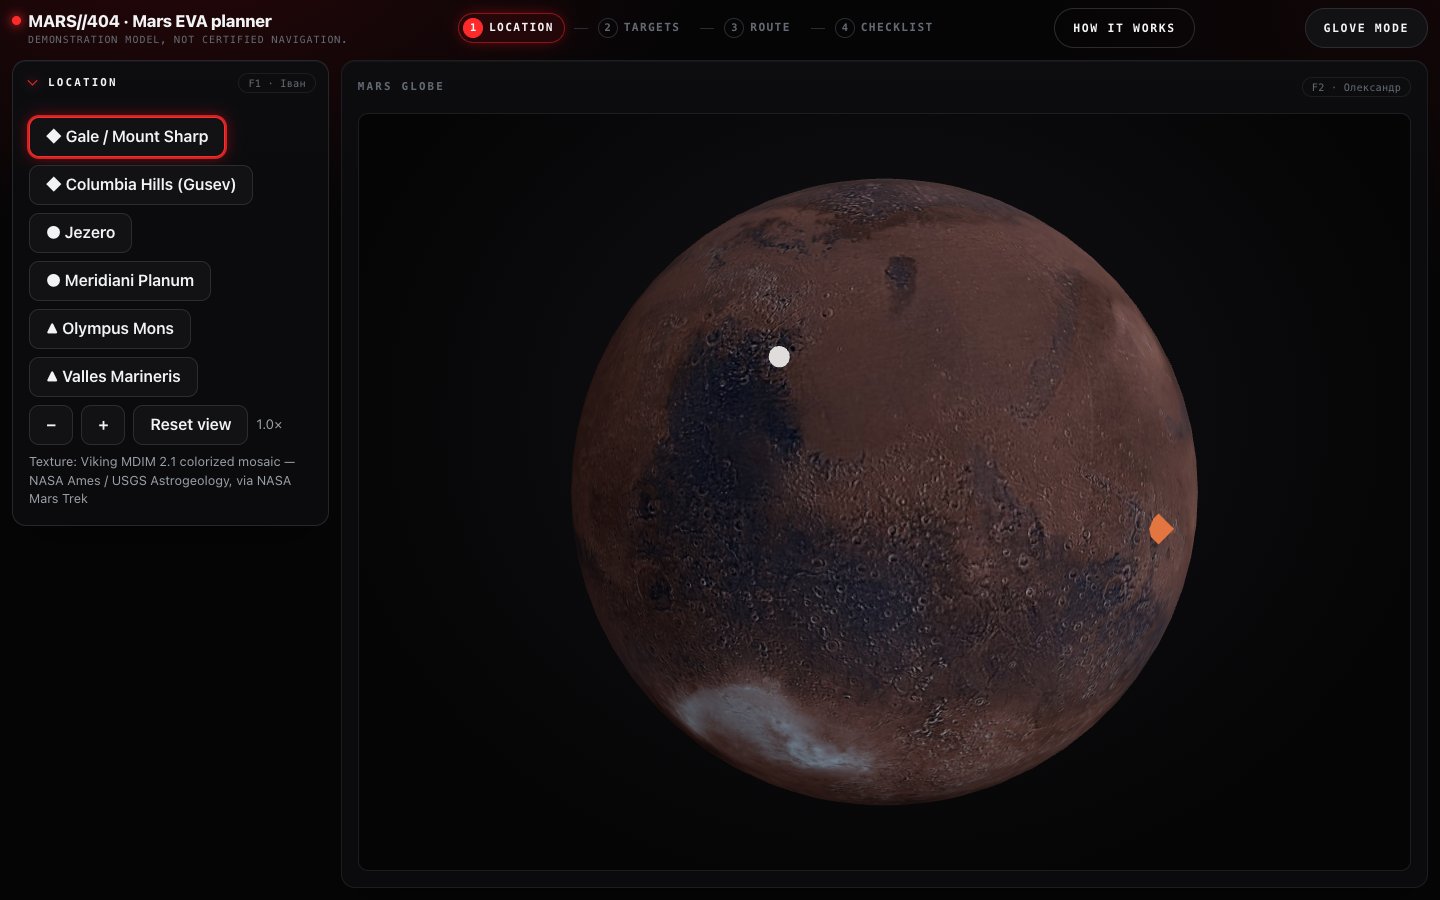 MARS//404 · Mars EVA planner
DEMONSTRATION MODEL, NOT CERTIFIED NAVIGATION.
1 LOCATION
2 TARGETS
3 ROUTE
4 CHECKLIST
HOW IT WORKS
GLOVE MODE
LOCATION
F1 · Іван
◆ Gale / Mount Sharp
◆ Columbia Hills (Gusev)
● Jezero
● Meridiani Planum
▲ Olympus Mons
▲ Valles Marineris
− + Reset view 1.0×
Texture: Viking MDIM 2.1 colorized mosaic —
NASA Ames / USGS Astrogeology, via NASA
Mars Trek
MARS GLOBE
F2 · Олександр